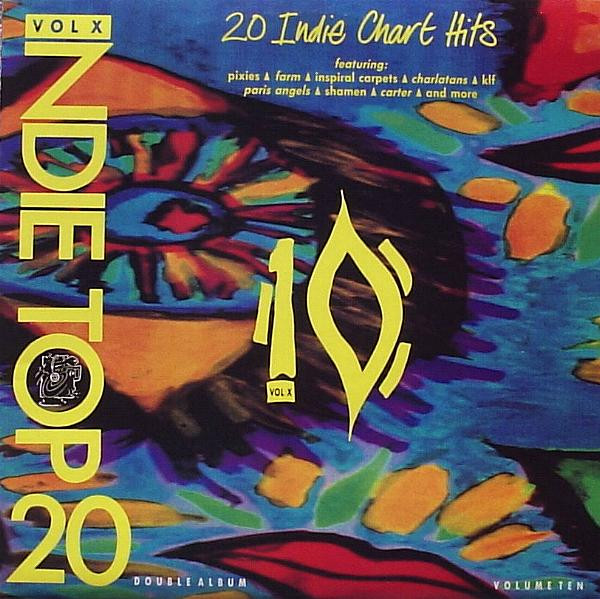 VOL X
INDIE TOP 20
20 Indie Chart Hits
featuring:
pixies ▲ farm ▲ inspiral carpets ▲ charlatans ▲ klf
paris angels ▲ shamen ▲ carter ▲ and more
10
VOL X
DOUBLE ALBUM
VOLUME TEN